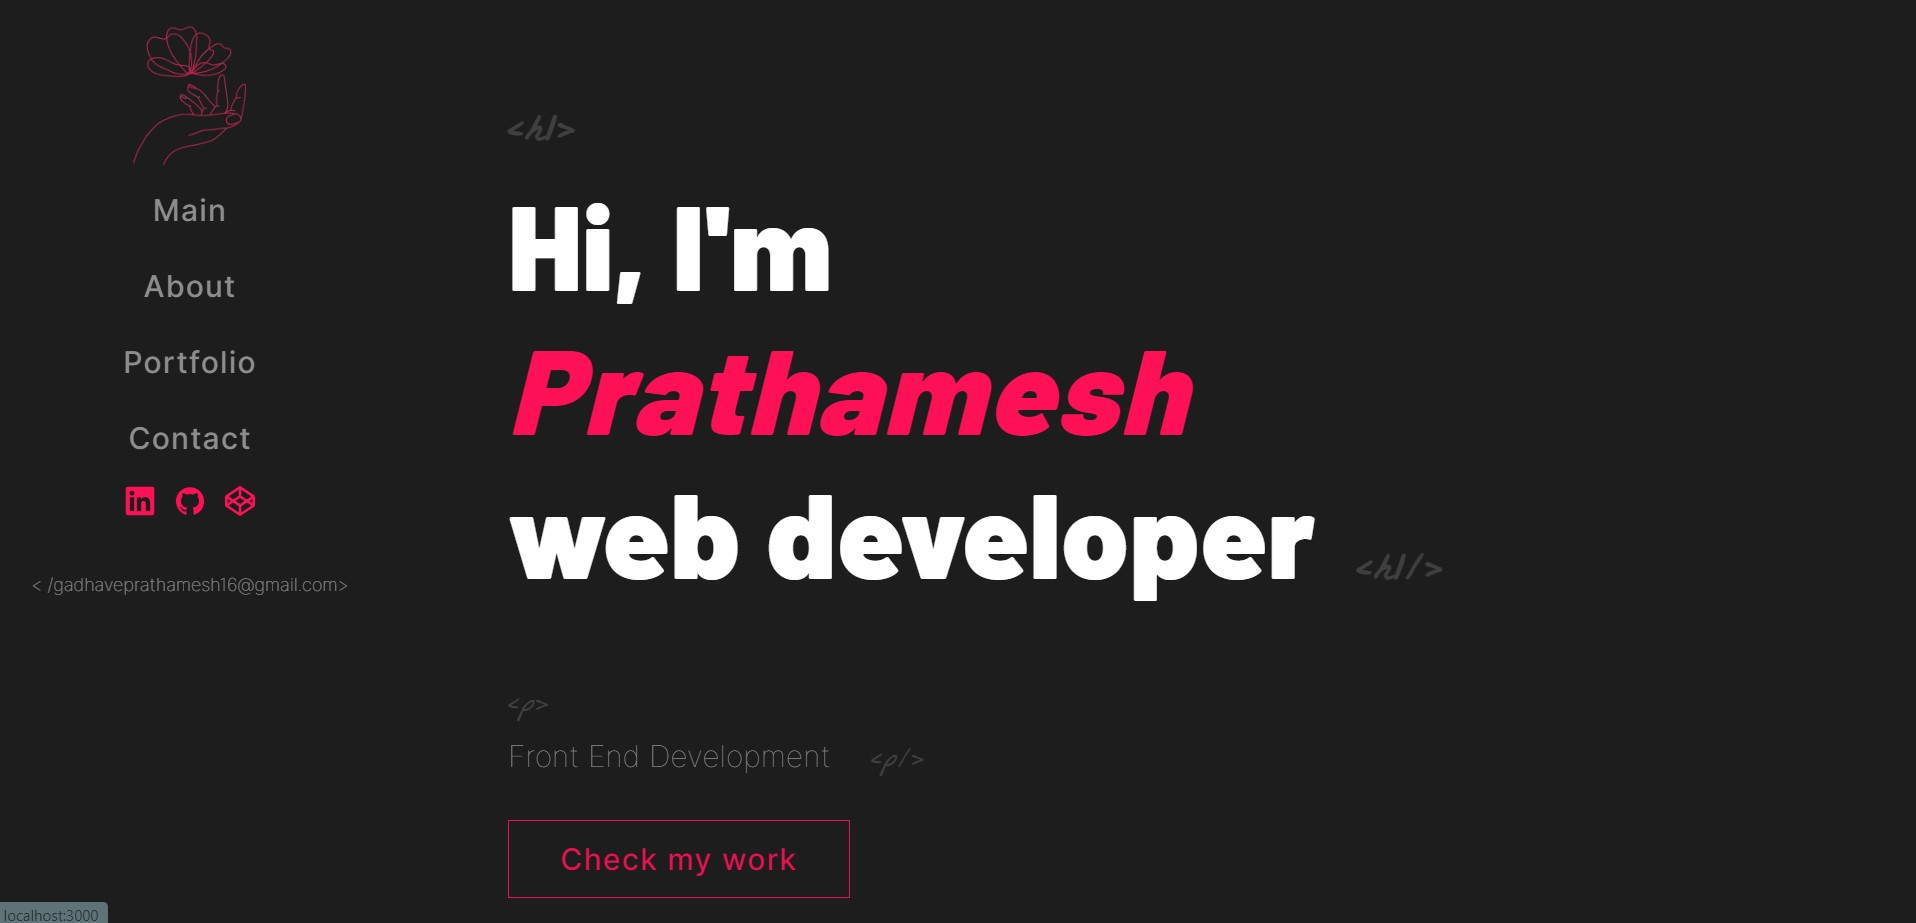 Main
About
Portfolio
Contact
in
< /gadhaveprathamesh16@gmail.com>
<h1>
Hi, I'm
Prathamesh
web developer <h1/>
<p>
Front End Development <p/>
Check my work
localhost:3000